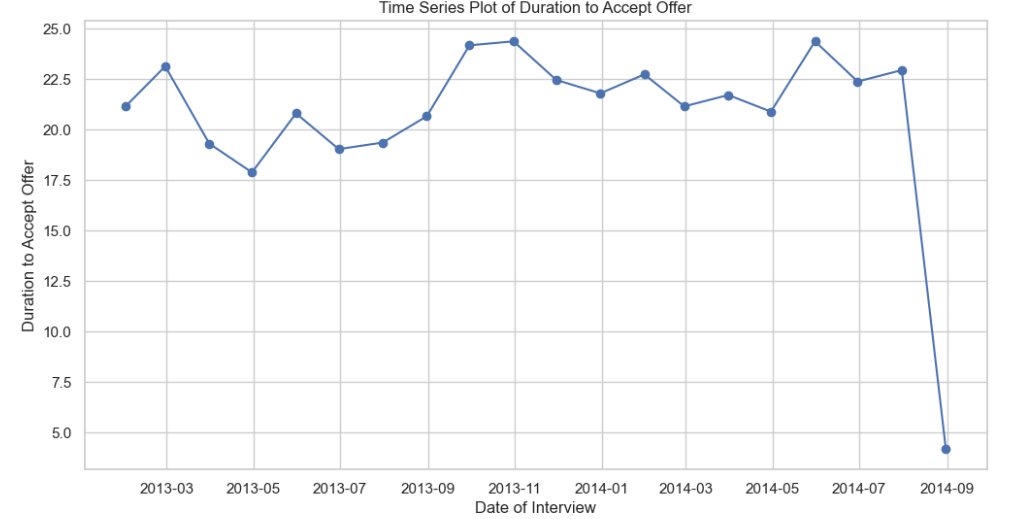 Time Series Plot of Duration to Accept Offer
25.0
22.5
20.0
17.5
15.0
12.5
10.0
7.5
5.0
Duration to Accept Offer
2013-03 2013-05 2013-07 2013-09 2013-11 2014-01 2014-03 2014-05 2014-07 2014-09
Date of Interview